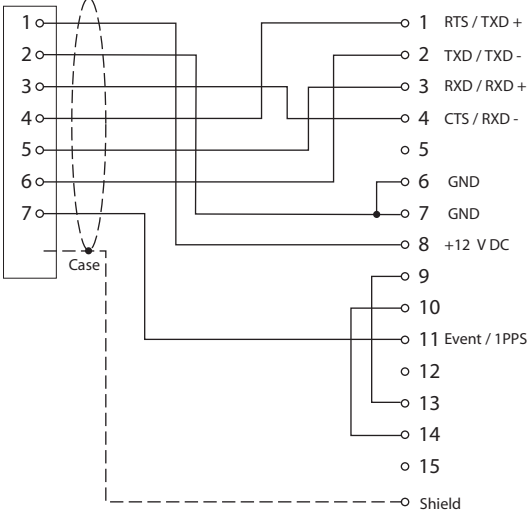 1
2
3
4
5
6
7
Case
1 RTS / TXD +
2 TXD / TXD -
3 RXD / RXD +
4 CTS / RXD -
5
6 GND
7 GND
8 +12 V DC
9
10
11 Event / 1PPS
12
13
14
15
Shield